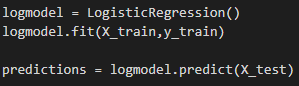 logmodel = LogisticRegression()
logmodel.fit(X_train,y_train)
predictions = logmodel.predict(X_test)